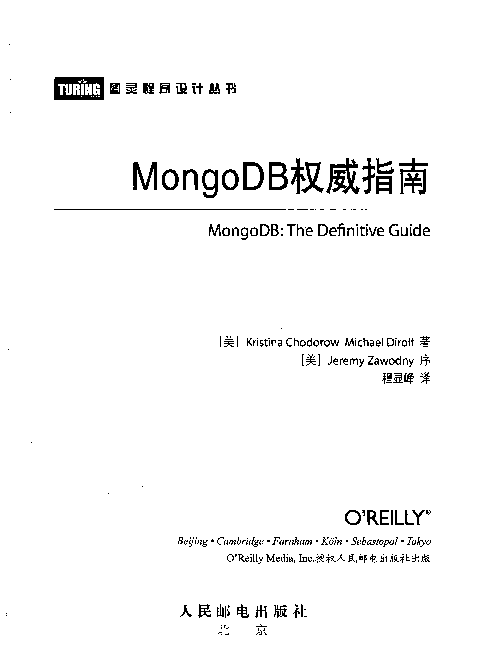 TURING 图灵程序设计丛书
MongoDB权威指南
MongoDB: The Definitive Guide
[美] Kristina Chodorow Michael Dirolf 著
[美] Jeremy Zawodny 序
程显峰 译
O'REILLY®
Beijing · Cambridge · Farnham · Köln · Sebastopol · Tokyo
O'Reilly Media, Inc.授权人民邮电出版社出版
人民邮电出版社
北 京